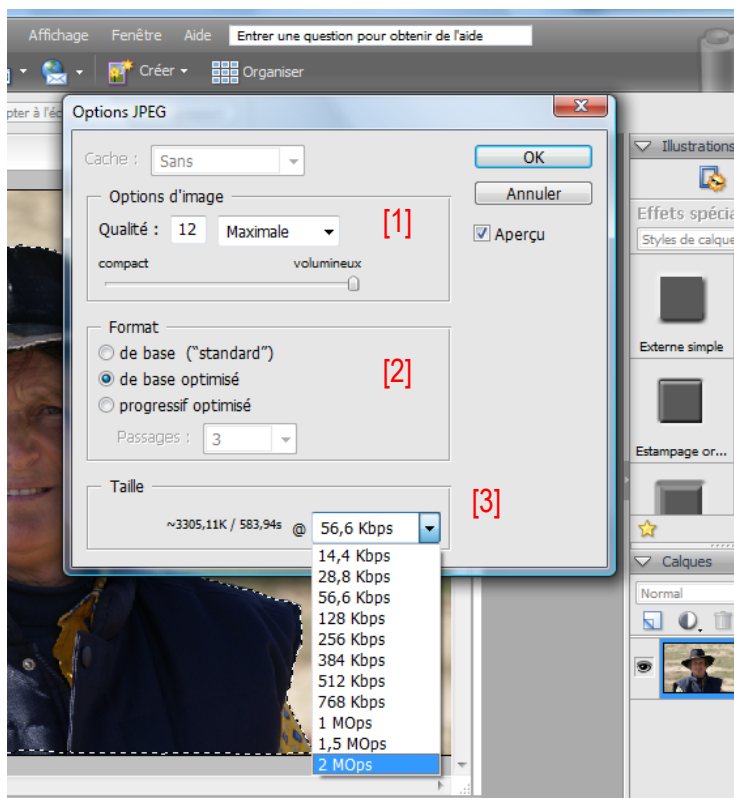 Affichage Fenêtre Aide Entrer une question pour obtenir de l'aide
Créer Organiser
pter à l'éc
Options JPEG
Cache : Sans
OK
Options d'image
Annuler
Qualité : 12 Maximale [1]
Aperçu
compact volumineux
Format
de base ("standard")
de base optimisé [2]
progressif optimisé
Passages : 3
Taille
[3]
~3305,11K / 583,94s @ 56,6 Kbps
14,4 Kbps
28,8 Kbps
56,6 Kbps
128 Kbps
256 Kbps
384 Kbps
512 Kbps
768 Kbps
1 MOps
1,5 MOps
2 MOps
Illustrations
Effets spécia
Styles de calque
Externe simple
Estampage or...
Calques
Normal